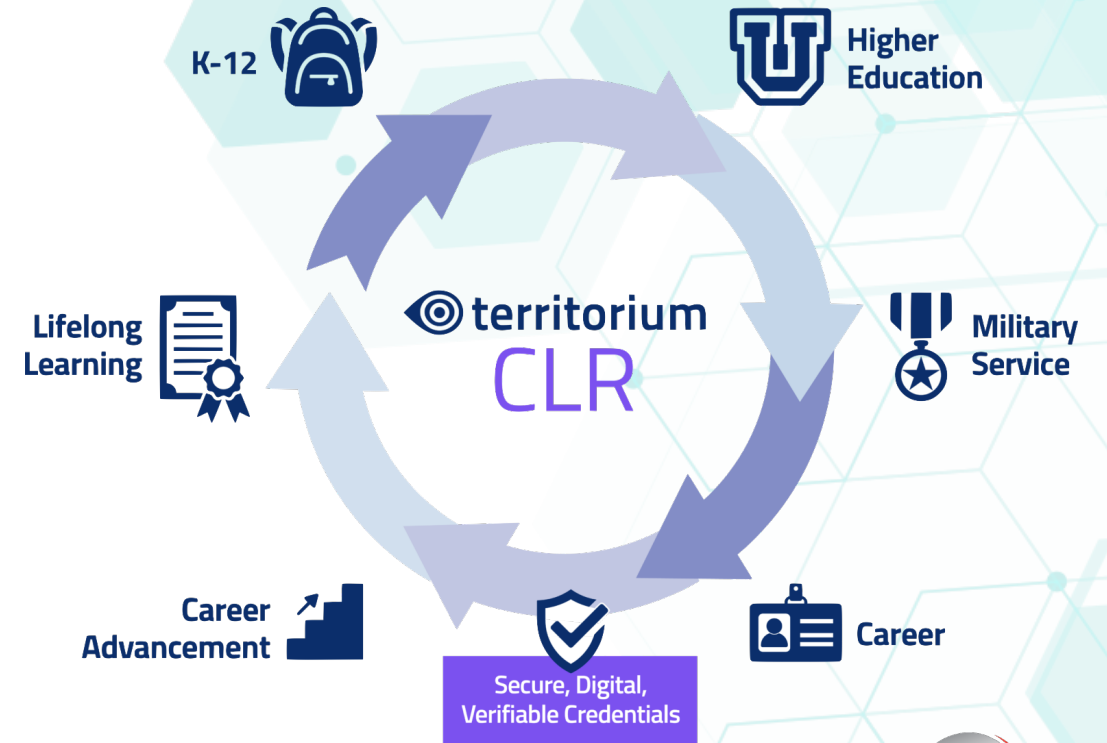 K-12
Higher
Education
Military
Service
Career
Secure, Digital,
Verifiable Credentials
Career
Advancement
Lifelong
Learning
territorium
CLR